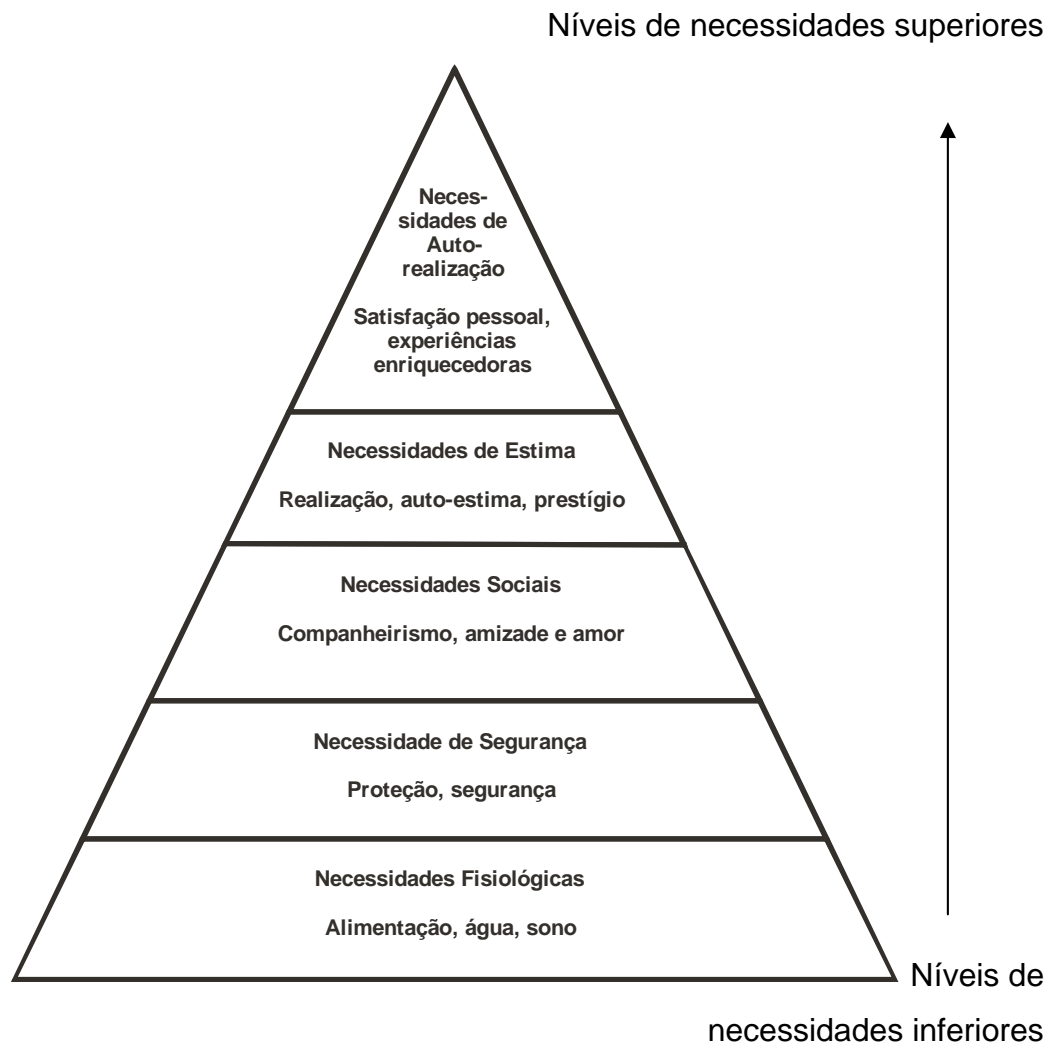 Níveis de necessidades superiores
Neces-
sidades de
Auto-
realização
Satisfação pessoal,
experiências
enriquecedoras
Necessidades de Estima
Realização, auto-estima, prestígio
Necessidades Sociais
Companheirismo, amizade e amor
Necessidade de Segurança
Proteção, segurança
Necessidades Fisiológicas
Alimentação, água, sono
Níveis de
necessidades inferiores